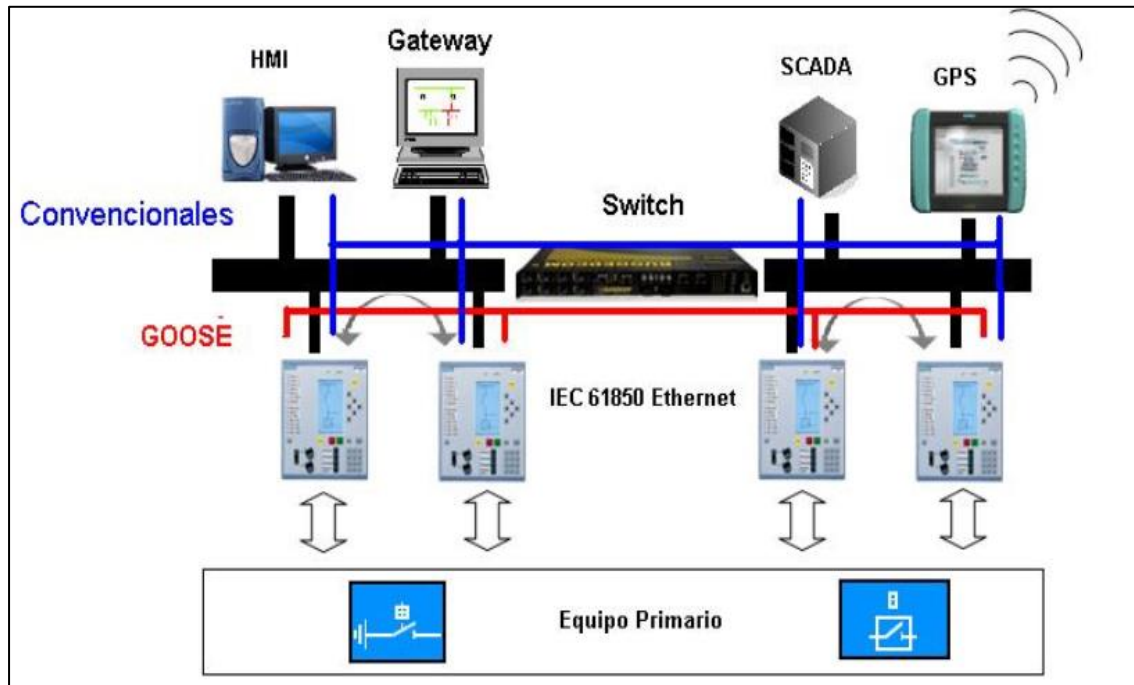 HMI
Gateway
SCADA
GPS
Convencionales
Switch
GOOSE
IEC 61850 Ethernet
Equipo Primario